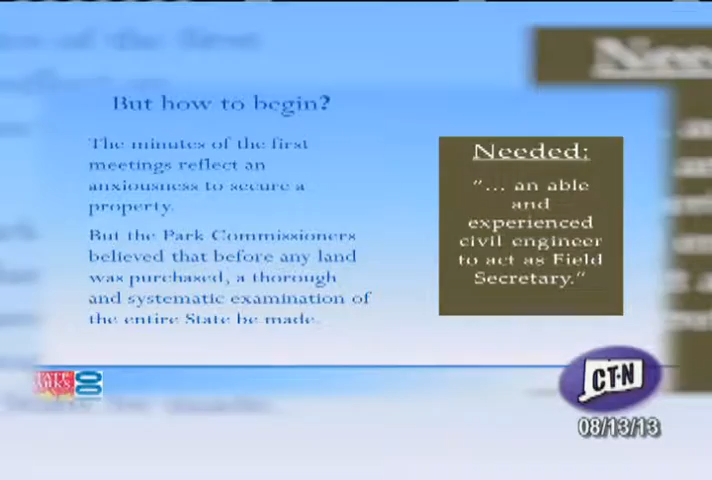 But how to begin?
The minutes of the first
meetings reflect an
anxiousness to secure a
property.
But the Park Commissioners
believed that before any land
was purchased, a thorough
and systematic examination of
the entire State be made.
Needed:
“… an able
and
experienced
civil engineer
to act as Field
Secretary.”
100
CT-N
08/13/13